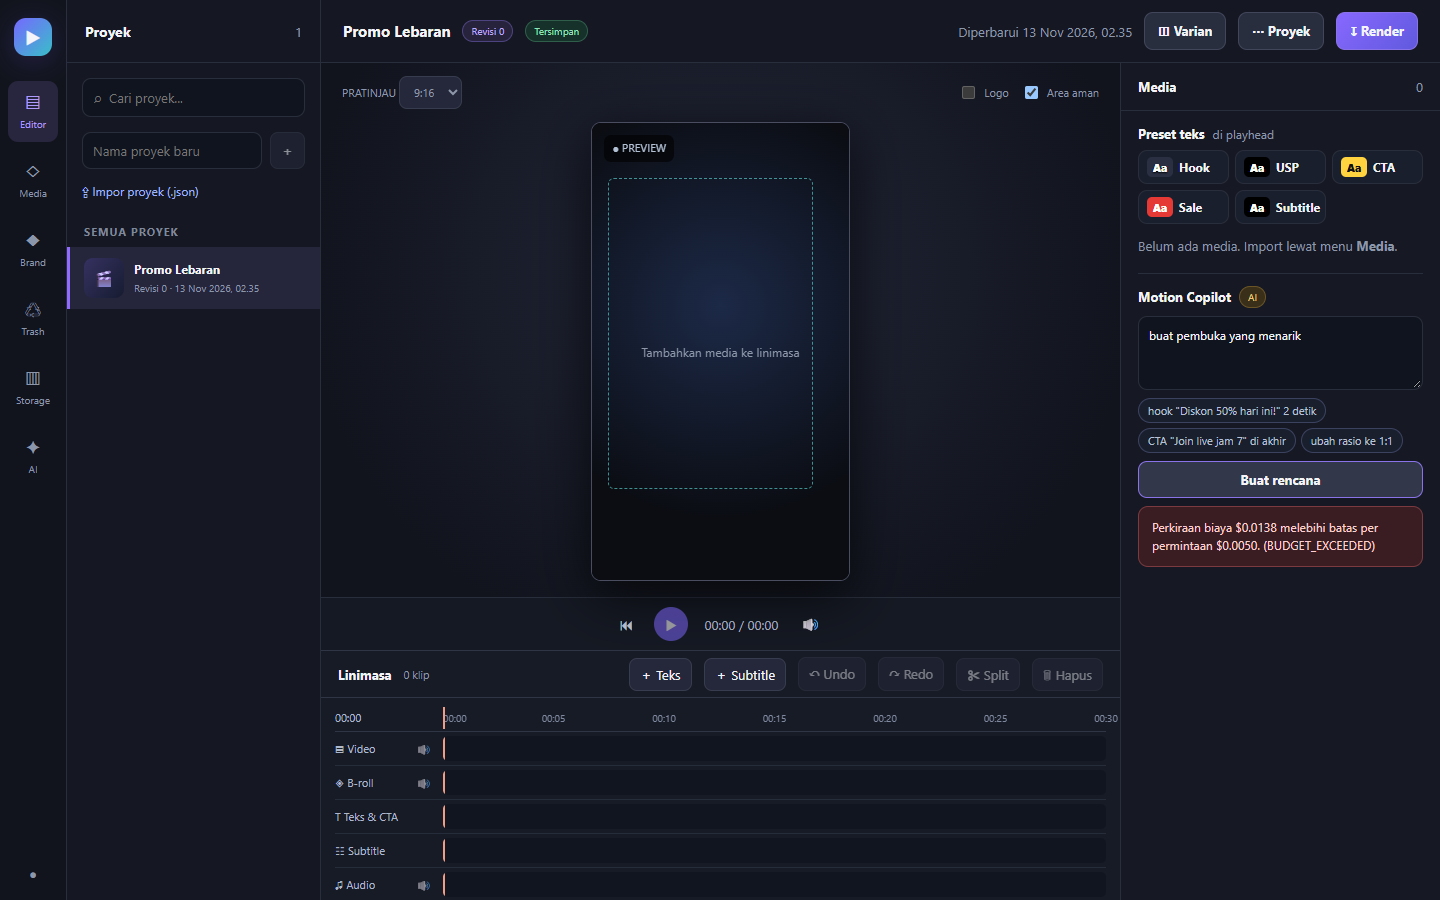 Editor
Media
Brand
Trash
Storage
AI
Proyek 1
Cari proyek...
Nama proyek baru +
Impor proyek (.json)
SEMUA PROYEK
Promo Lebaran
Revisi 0 · 13 Nov 2026, 02.35
Promo Lebaran Revisi 0 Tersimpan
Diperbarui 13 Nov 2026, 02.35 Varian ··· Proyek Render
PRATINJAU 9:16 Logo Area aman
PREVIEW
Tambahkan media ke linimasa
00:00 / 00:00
Linimasa 0 klip + Teks + Subtitle Undo Redo Split Hapus
00:00 00:00 00:05 00:10 00:15 00:20 00:25 00:30
Video
B-roll
T Teks & CTA
Subtitle
Audio
Media 0
Preset teks di playhead
Aa Hook Aa USP Aa CTA
Aa Sale Aa Subtitle
Belum ada media. Import lewat menu Media.
Motion Copilot AI
buat pembuka yang menarik
hook "Diskon 50% hari ini!" 2 detik
CTA "Join live jam 7" di akhir ubah rasio ke 1:1
Buat rencana
Perkiraan biaya $0.0138 melebihi batas per
permintaan $0.0050. (BUDGET_EXCEEDED)